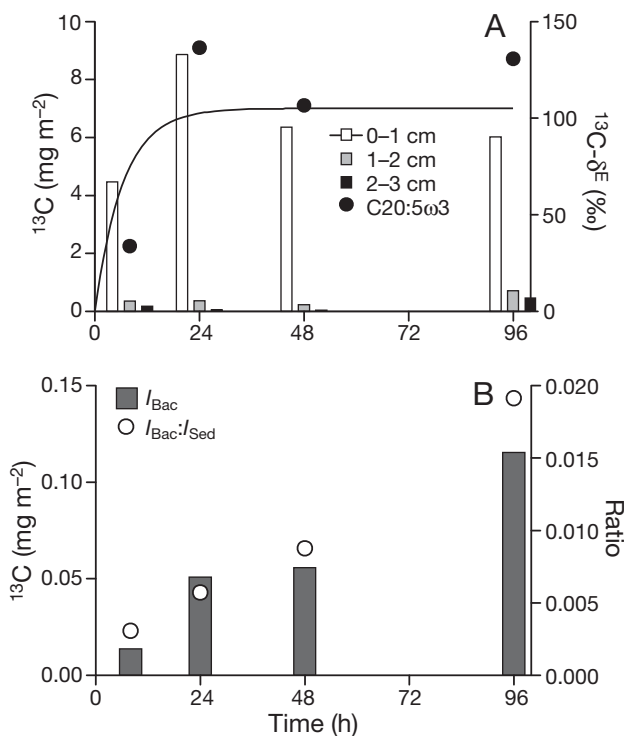 A
10
8
6
4
2
0
¹³C (mg m⁻²)
150
100
50
0
¹³C-δᴱ (‰)
0–1 cm
1–2 cm
2–3 cm
C20:5ω3
0 24 48 72 96
B
0.15
0.10
0.05
0.00
¹³C (mg m⁻²)
0.020
0.015
0.010
0.005
0.000
Ratio
I_Bac
I_Bac:I_Sed
0 24 48 72 96
Time (h)